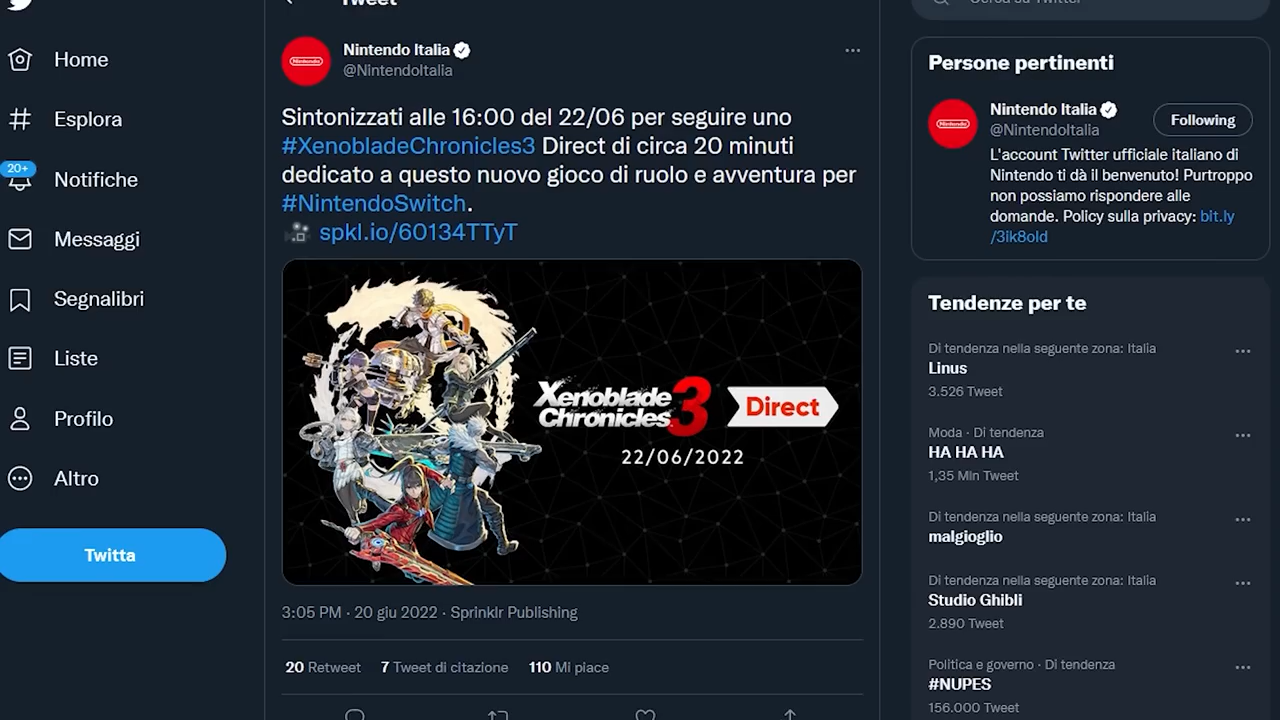 Tweet
Home
Esplora
20+
Notifiche
Messaggi
Segnalibri
Liste
Profilo
Altro
Twitta
Nintendo
Nintendo Italia
@NintendoItalia
Sintonizzati alle 16:00 del 22/06 per seguire uno
#XenobladeChronicles3 Direct di circa 20 minuti
dedicato a questo nuovo gioco di ruolo e avventura per
#NintendoSwitch.
spkl.io/60134TTyT
Xenoblade
Chronicles 3
Direct
22/06/2022
3:05 PM · 20 giu 2022 · Sprinklr Publishing
20 Retweet 7 Tweet di citazione 110 Mi piace
Cerca su Twitter
Persone pertinenti
Nintendo
Nintendo Italia
@NintendoItalia
Following
L'account Twitter ufficiale italiano di
Nintendo ti dà il benvenuto! Purtroppo
non possiamo rispondere alle
domande. Policy sulla privacy: bit.ly
/3ik8old
Tendenze per te
Di tendenza nella seguente zona: Italia
Linus
3.526 Tweet
Moda · Di tendenza
HA HA HA
1,35 Mln Tweet
Di tendenza nella seguente zona: Italia
malgioglio
Di tendenza nella seguente zona: Italia
Studio Ghibli
2.890 Tweet
Politica e governo · Di tendenza
#NUPES
156.000 Tweet